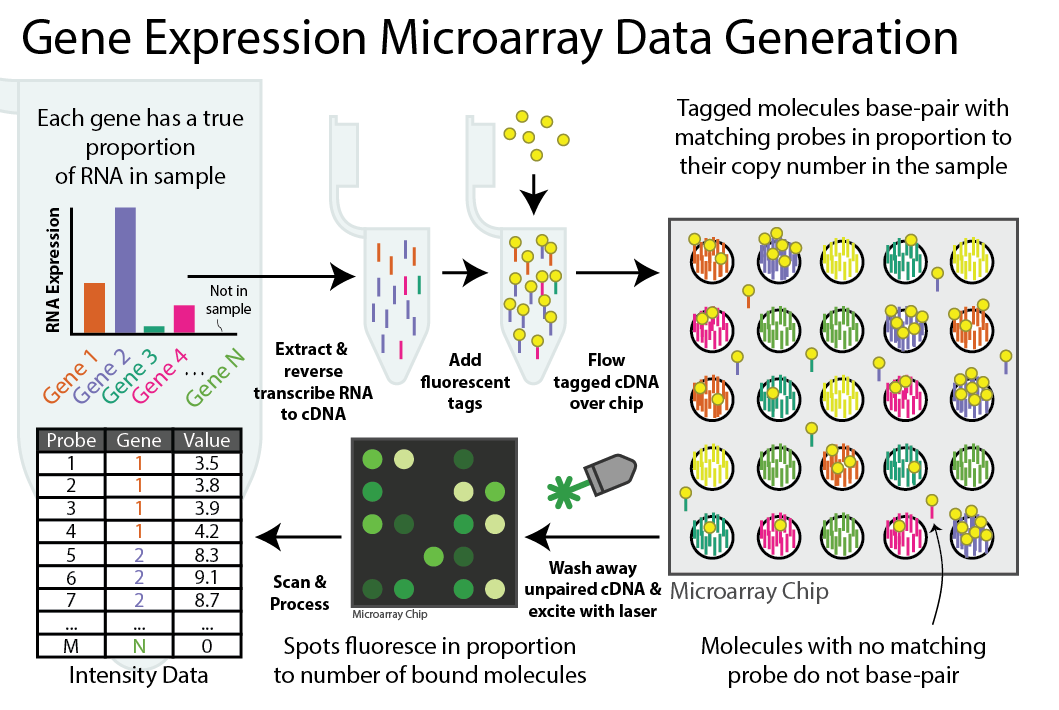 Gene Expression Microarray Data Generation
Each gene has a true
proportion
of RNA in sample
RNA Expression
Not in
sample
Gene 1
Gene 2
Gene 3
Gene 4
...
Gene N
Extract &
reverse
transcribe RNA
to cDNA
Add
fluorescent
tags
Flow
tagged cDNA
over chip
Tagged molecules base-pair with
matching probes in proportion to
their copy number in the sample
Microarray Chip
Molecules with no matching
probe do not base-pair
Wash away
unpaired cDNA &
excite with laser
Microarray Chip
Spots fluoresce in proportion
to number of bound molecules
Scan &
Process
Probe Gene Value
1 1 3.5
2 1 3.8
3 1 3.9
4 1 4.2
5 2 8.3
6 2 9.1
7 2 8.7
... ... ...
M N 0
Intensity Data